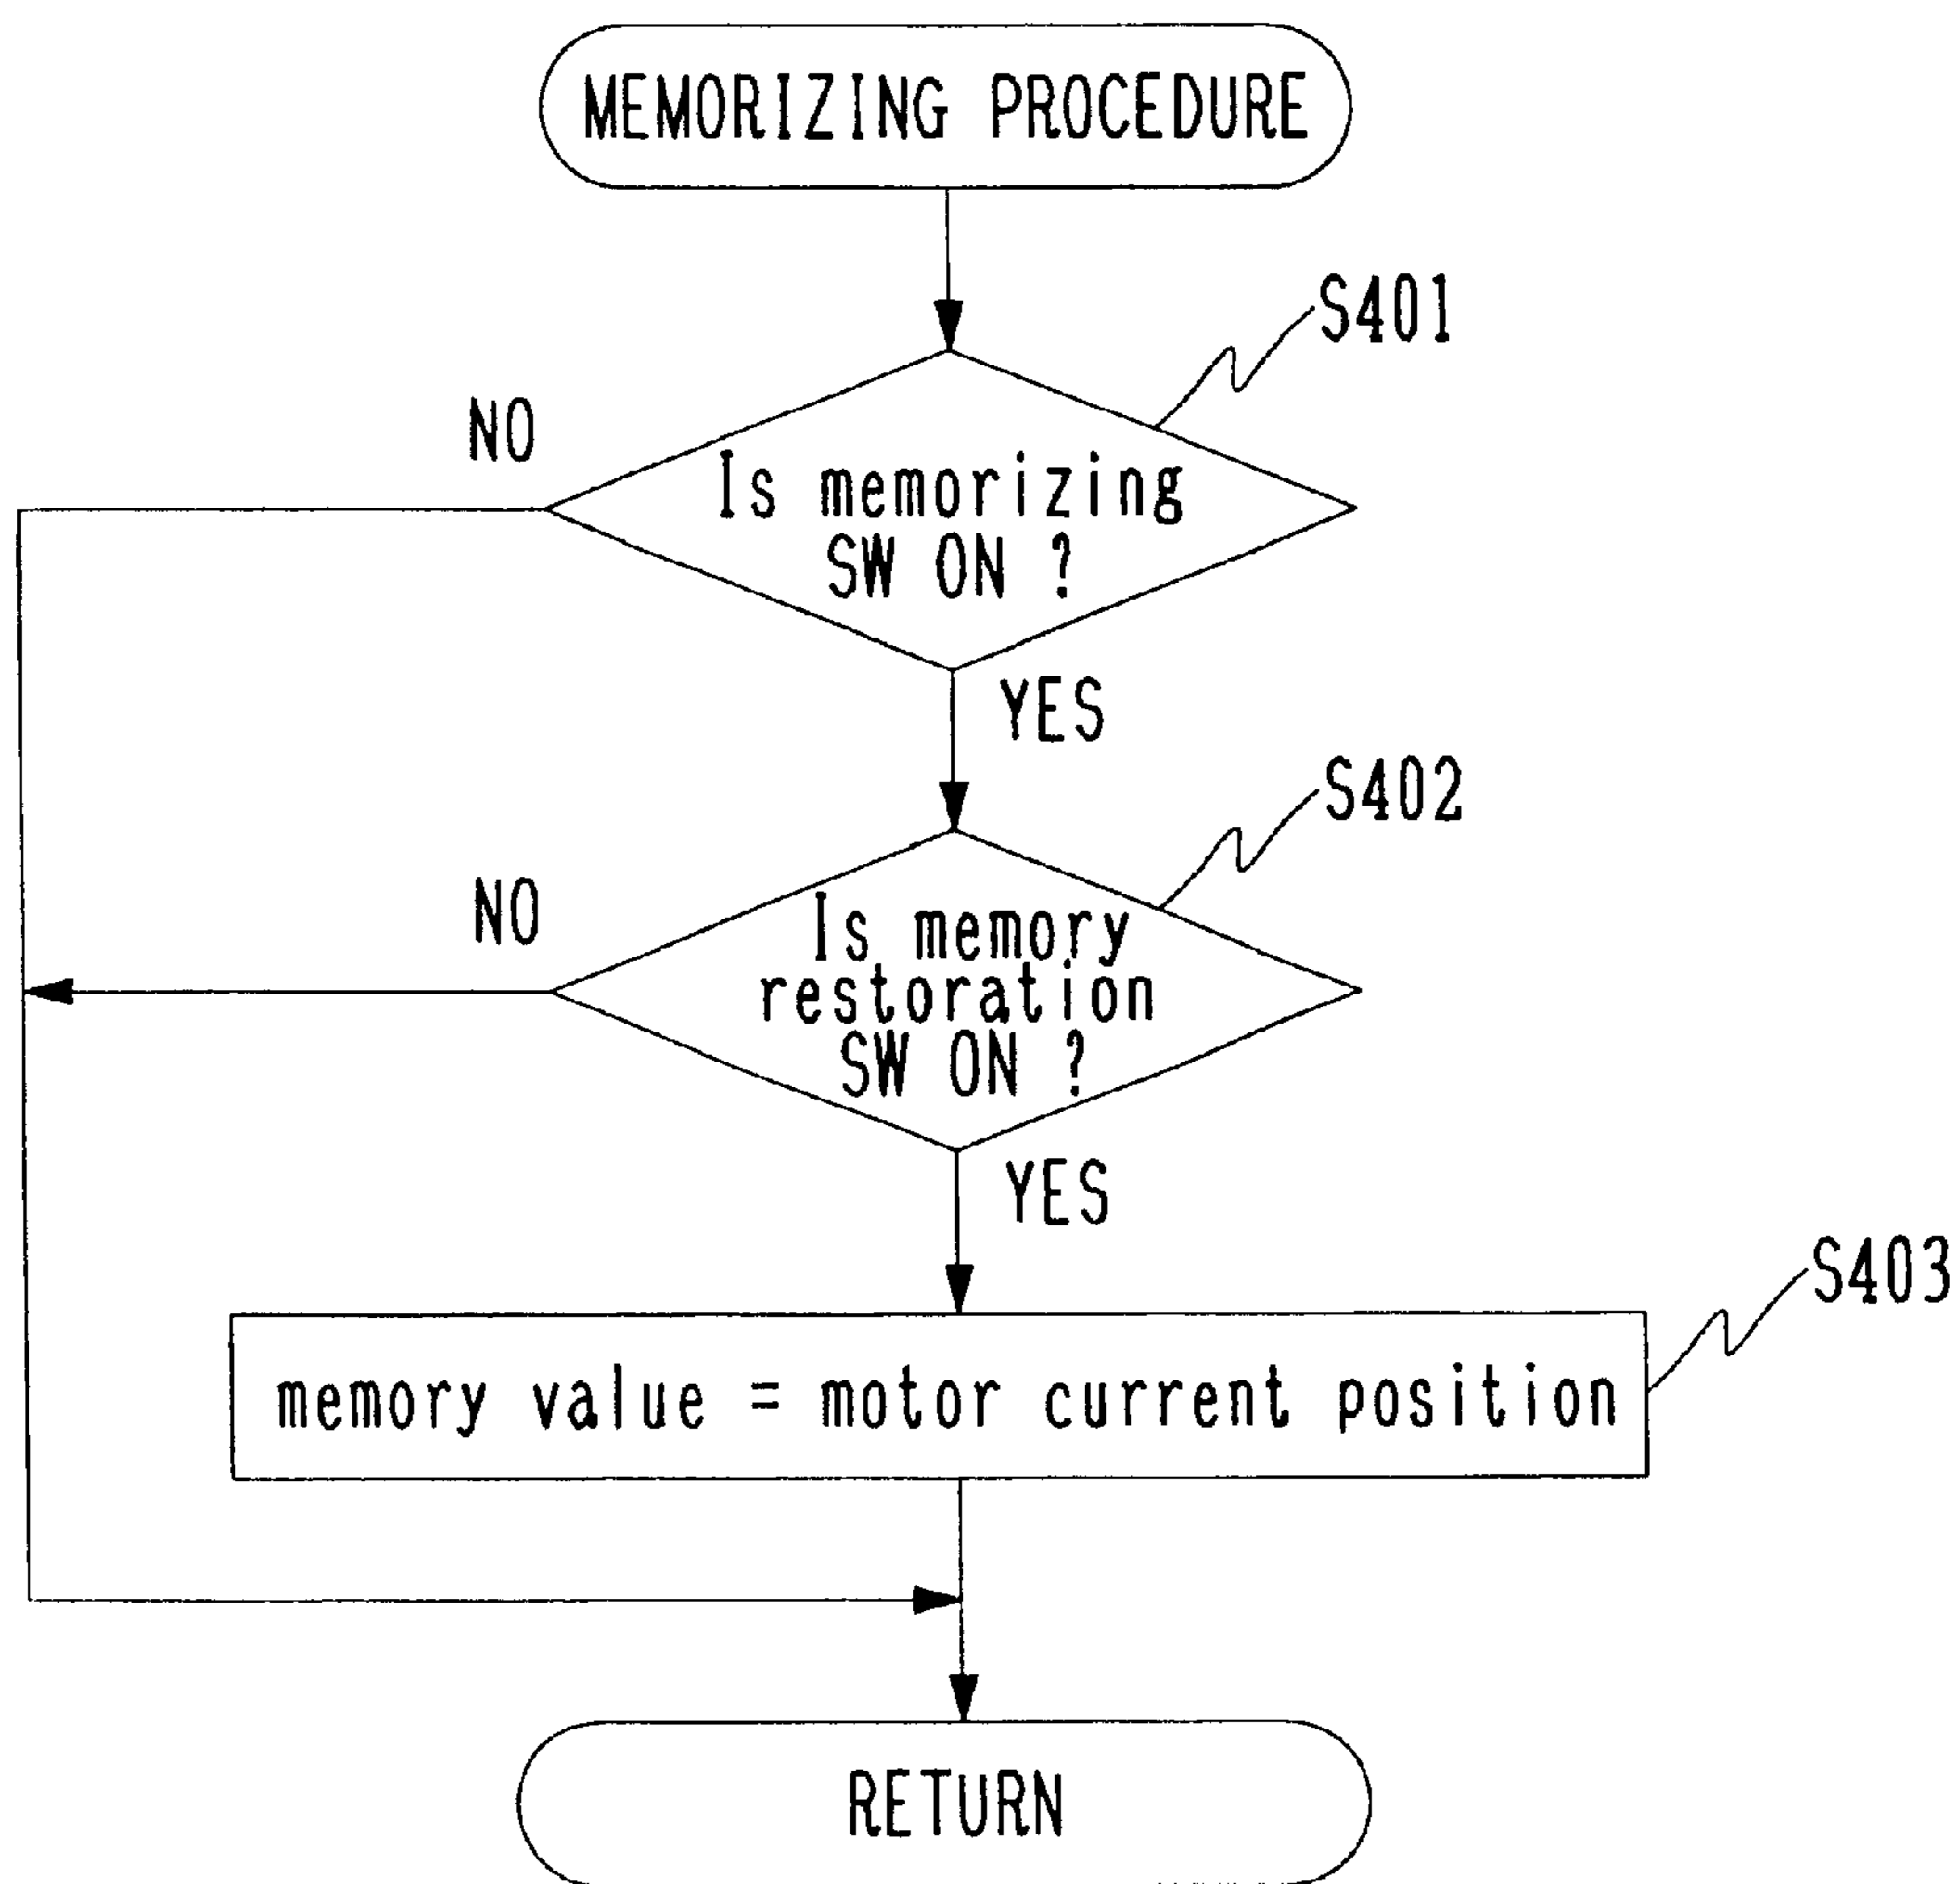 MEMORIZING PROCEDURE
S401
NO
Is memorizing
SW ON ?
YES
S402
NO
Is memory
restoration
SW ON ?
YES
S403
memory value = motor current position
RETURN